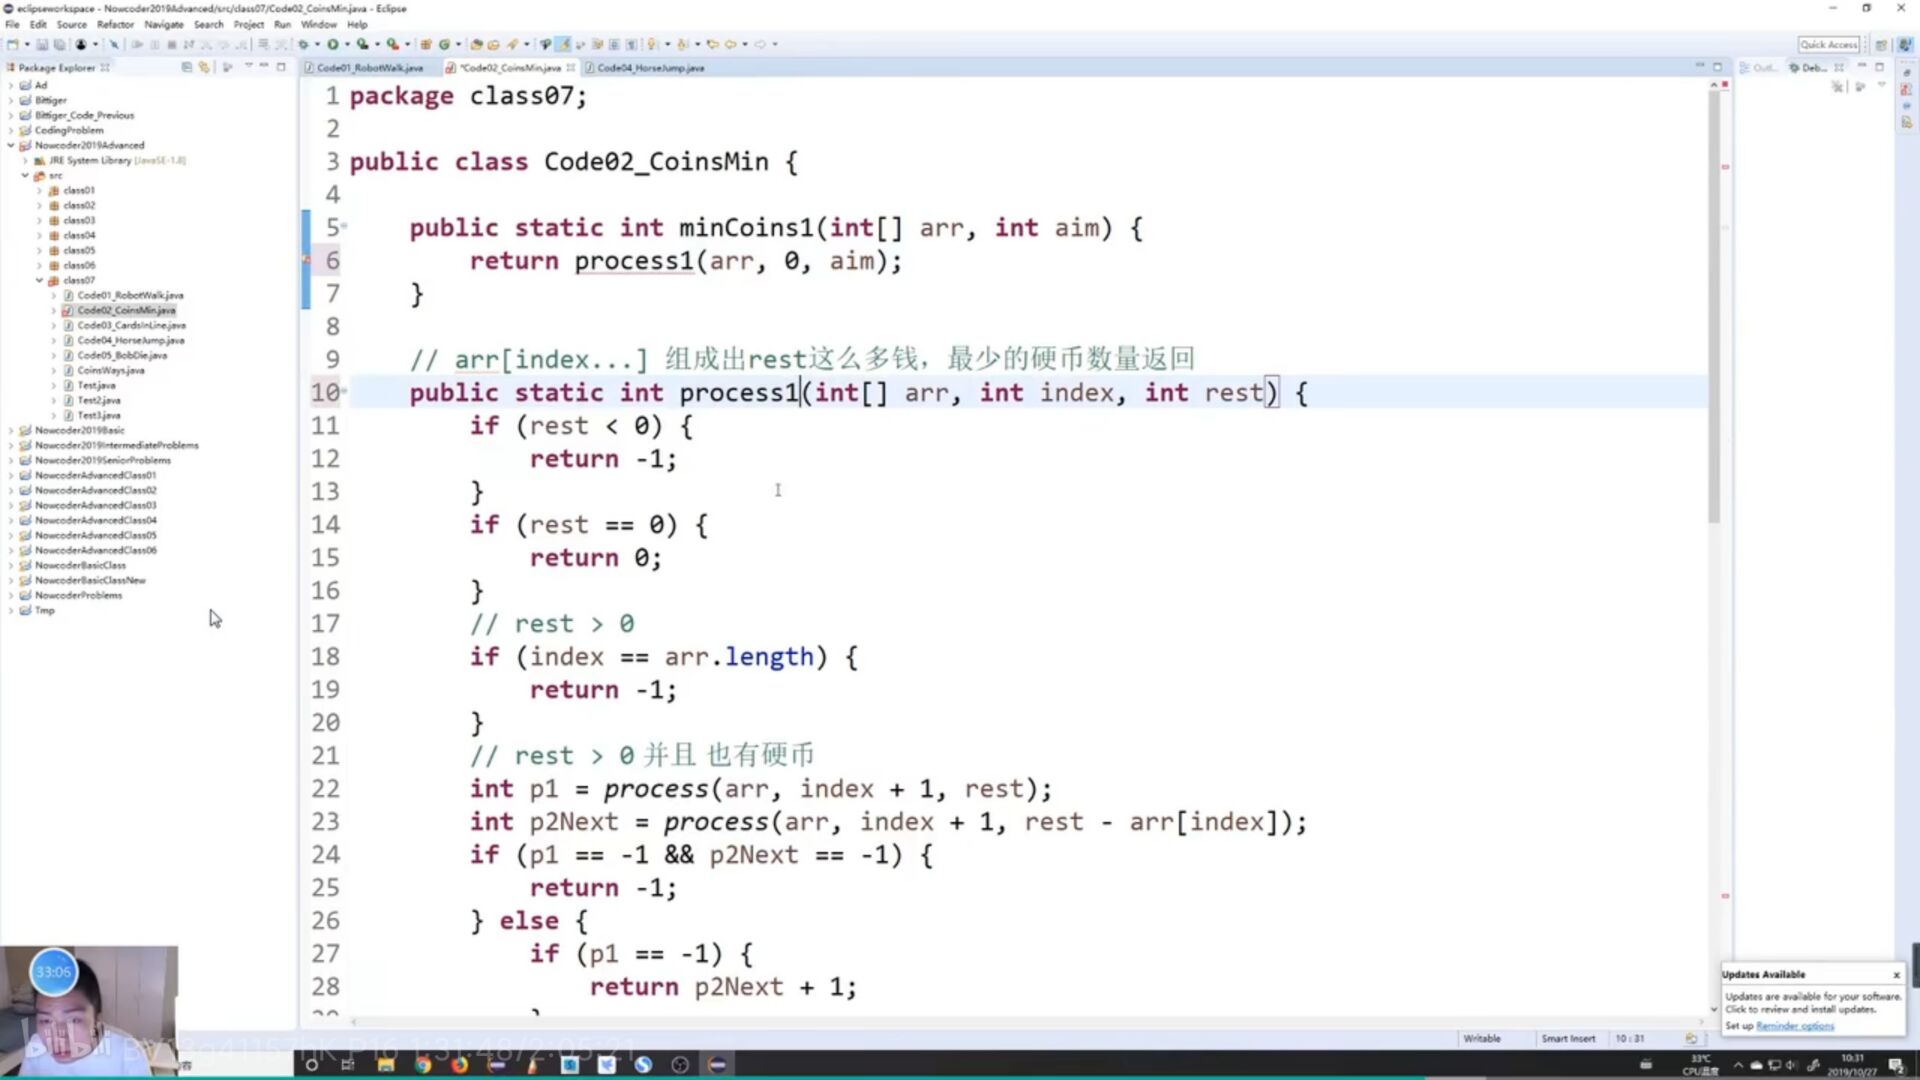 eclipseworkspace - Nowcoder2019Advanced/src/class07/Code02_CoinsMin.java - Eclipse
File Edit Source Refactor Navigate Search Project Run Window Help
Quick Access
Package Explorer
Code01_RobotWalk.java
*Code02_CoinsMin.java
Code04_HorseJump.java
Outl...
Deb...
Ad
Bittiger
Bittiger_Code_Previous
CodingProblem
Nowcoder2019Advanced
JRE System Library [JavaSE-1.8]
src
class01
class02
class03
class04
class05
class06
class07
Code01_RobotWalk.java
Code02_CoinsMin.java
Code03_CardsInLine.java
Code04_HorseJump.java
Code05_BobDie.java
CoinsWays.java
Test.java
Test2.java
Test3.java
Nowcoder2019Basic
Nowcoder2019IntermediateProblems
Nowcoder2019SeniorProblems
NowcoderAdvancedClass01
NowcoderAdvancedClass02
NowcoderAdvancedClass03
NowcoderAdvancedClass04
NowcoderAdvancedClass05
NowcoderAdvancedClass06
NowcoderBasicClass
NowcoderBasicClassNew
NowcoderProblems
Tmp
1 package class07;
2
3 public class Code02_CoinsMin {
4
5 public static int minCoins1(int[] arr, int aim) {
6 return process1(arr, 0, aim);
7 }
8
9 // arr[index...] 组成出rest这么多钱，最少的硬币数量返回
10 public static int process1(int[] arr, int index, int rest) {
11 if (rest < 0) {
12 return -1;
13 }
14 if (rest == 0) {
15 return 0;
16 }
17 // rest > 0
18 if (index == arr.length) {
19 return -1;
20 }
21 // rest > 0 并且 也有硬币
22 int p1 = process(arr, index + 1, rest);
23 int p2Next = process(arr, index + 1, rest - arr[index]);
24 if (p1 == -1 && p2Next == -1) {
25 return -1;
26 } else {
27 if (p1 == -1) {
28 return p2Next + 1;
33:06
Updates Available
Updates are available for your software.
Click to review and install updates.
Set up Reminder options
Writable
Smart Insert
10 : 31
bilibili
P16 1:31:48/2:05:21
33℃
CPU温度
10:31
2019/10/27